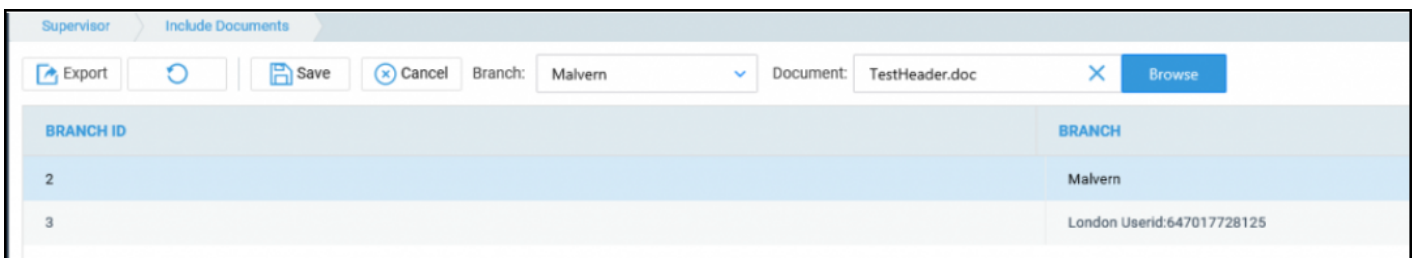 Supervisor Include Documents
Export Save Cancel Branch: Malvern Document: TestHeader.doc Browse
BRANCH ID BRANCH
2 Malvern
3 London Userid:647017728125